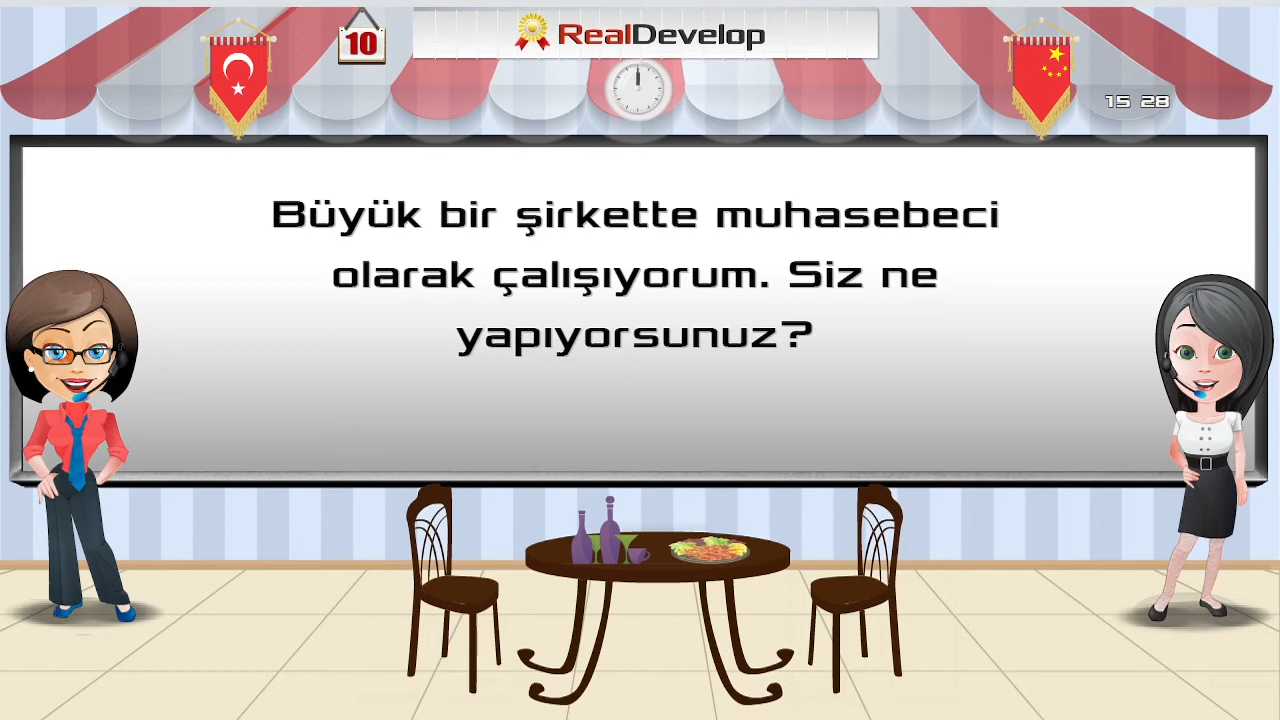 10
RealDevelop
15 28
Büyük bir şirkette muhasebeci
olarak çalışıyorum. Siz ne
yapıyorsunuz?